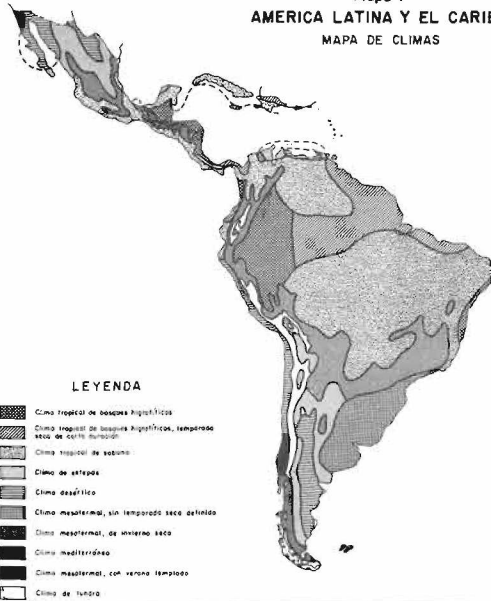 AMERICA LATINA Y EL CARIB
MAPA DE CLIMAS
LEYENDA
Clima tropical de bosques higrofíticos
Clima tropical de bosques higrofíticos, temporada
seca de corta duración
Clima tropical de sabana
Clima de estepas
Clima desértico
Clima mesotermal, sin temporada seca definida
Clima mesotermal, de invierno seco
Clima mediterráneo
Clima mesotermal, con verano templado
Clima de tundra